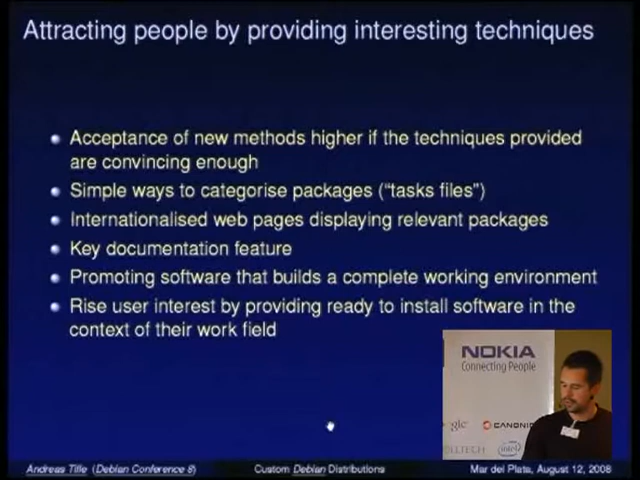 Attracting people by providing interesting techniques
Acceptance of new methods higher if the techniques provided
are convincing enough
Simple ways to categorise packages (“tasks files”)
Internationalised web pages displaying relevant packages
Key documentation feature
Promoting software that builds a complete working environment
Rise user interest by providing ready to install software in the
context of their work field
NOKIA
Connecting People
CANONIC
intel
Andreas Tille (Debian Conference 8)
Custom Debian Distributions
Mar del Plata, August 12, 2008